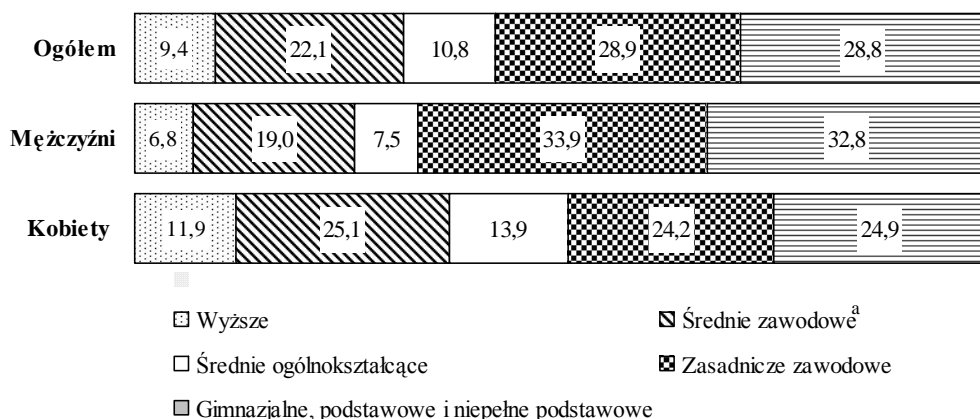 Ogółem 9,4 22,1 10,8 28,9 28,8
Mężczyźni 6,8 19,0 7,5 33,9 32,8
Kobiety 11,9 25,1 13,9 24,2 24,9
Wyższe Średnie zawodowe a
Średnie ogólnokształcące Zasadnicze zawodowe
Gimnazjalne, podstawowe i niepełne podstawowe